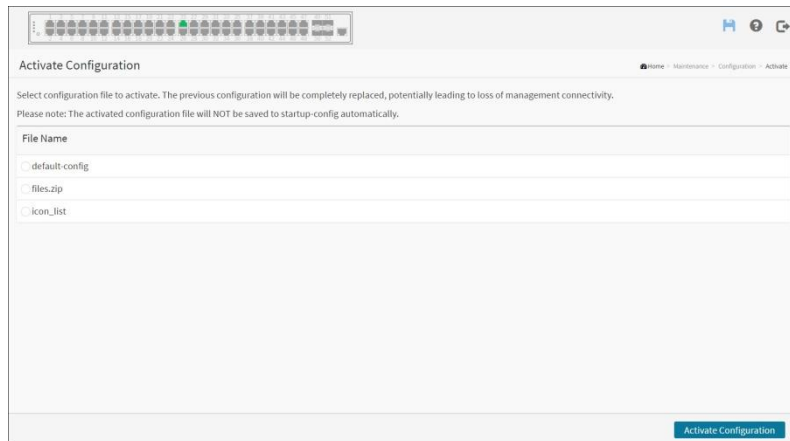 Activate Configuration
Home > Maintenance > Configuration > Activate
Select configuration file to activate. The previous configuration will be completely replaced, potentially leading to loss of management connectivity.
Please note: The activated configuration file will NOT be saved to startup-config automatically.
File Name
default-config
files.zip
icon_list
Activate Configuration